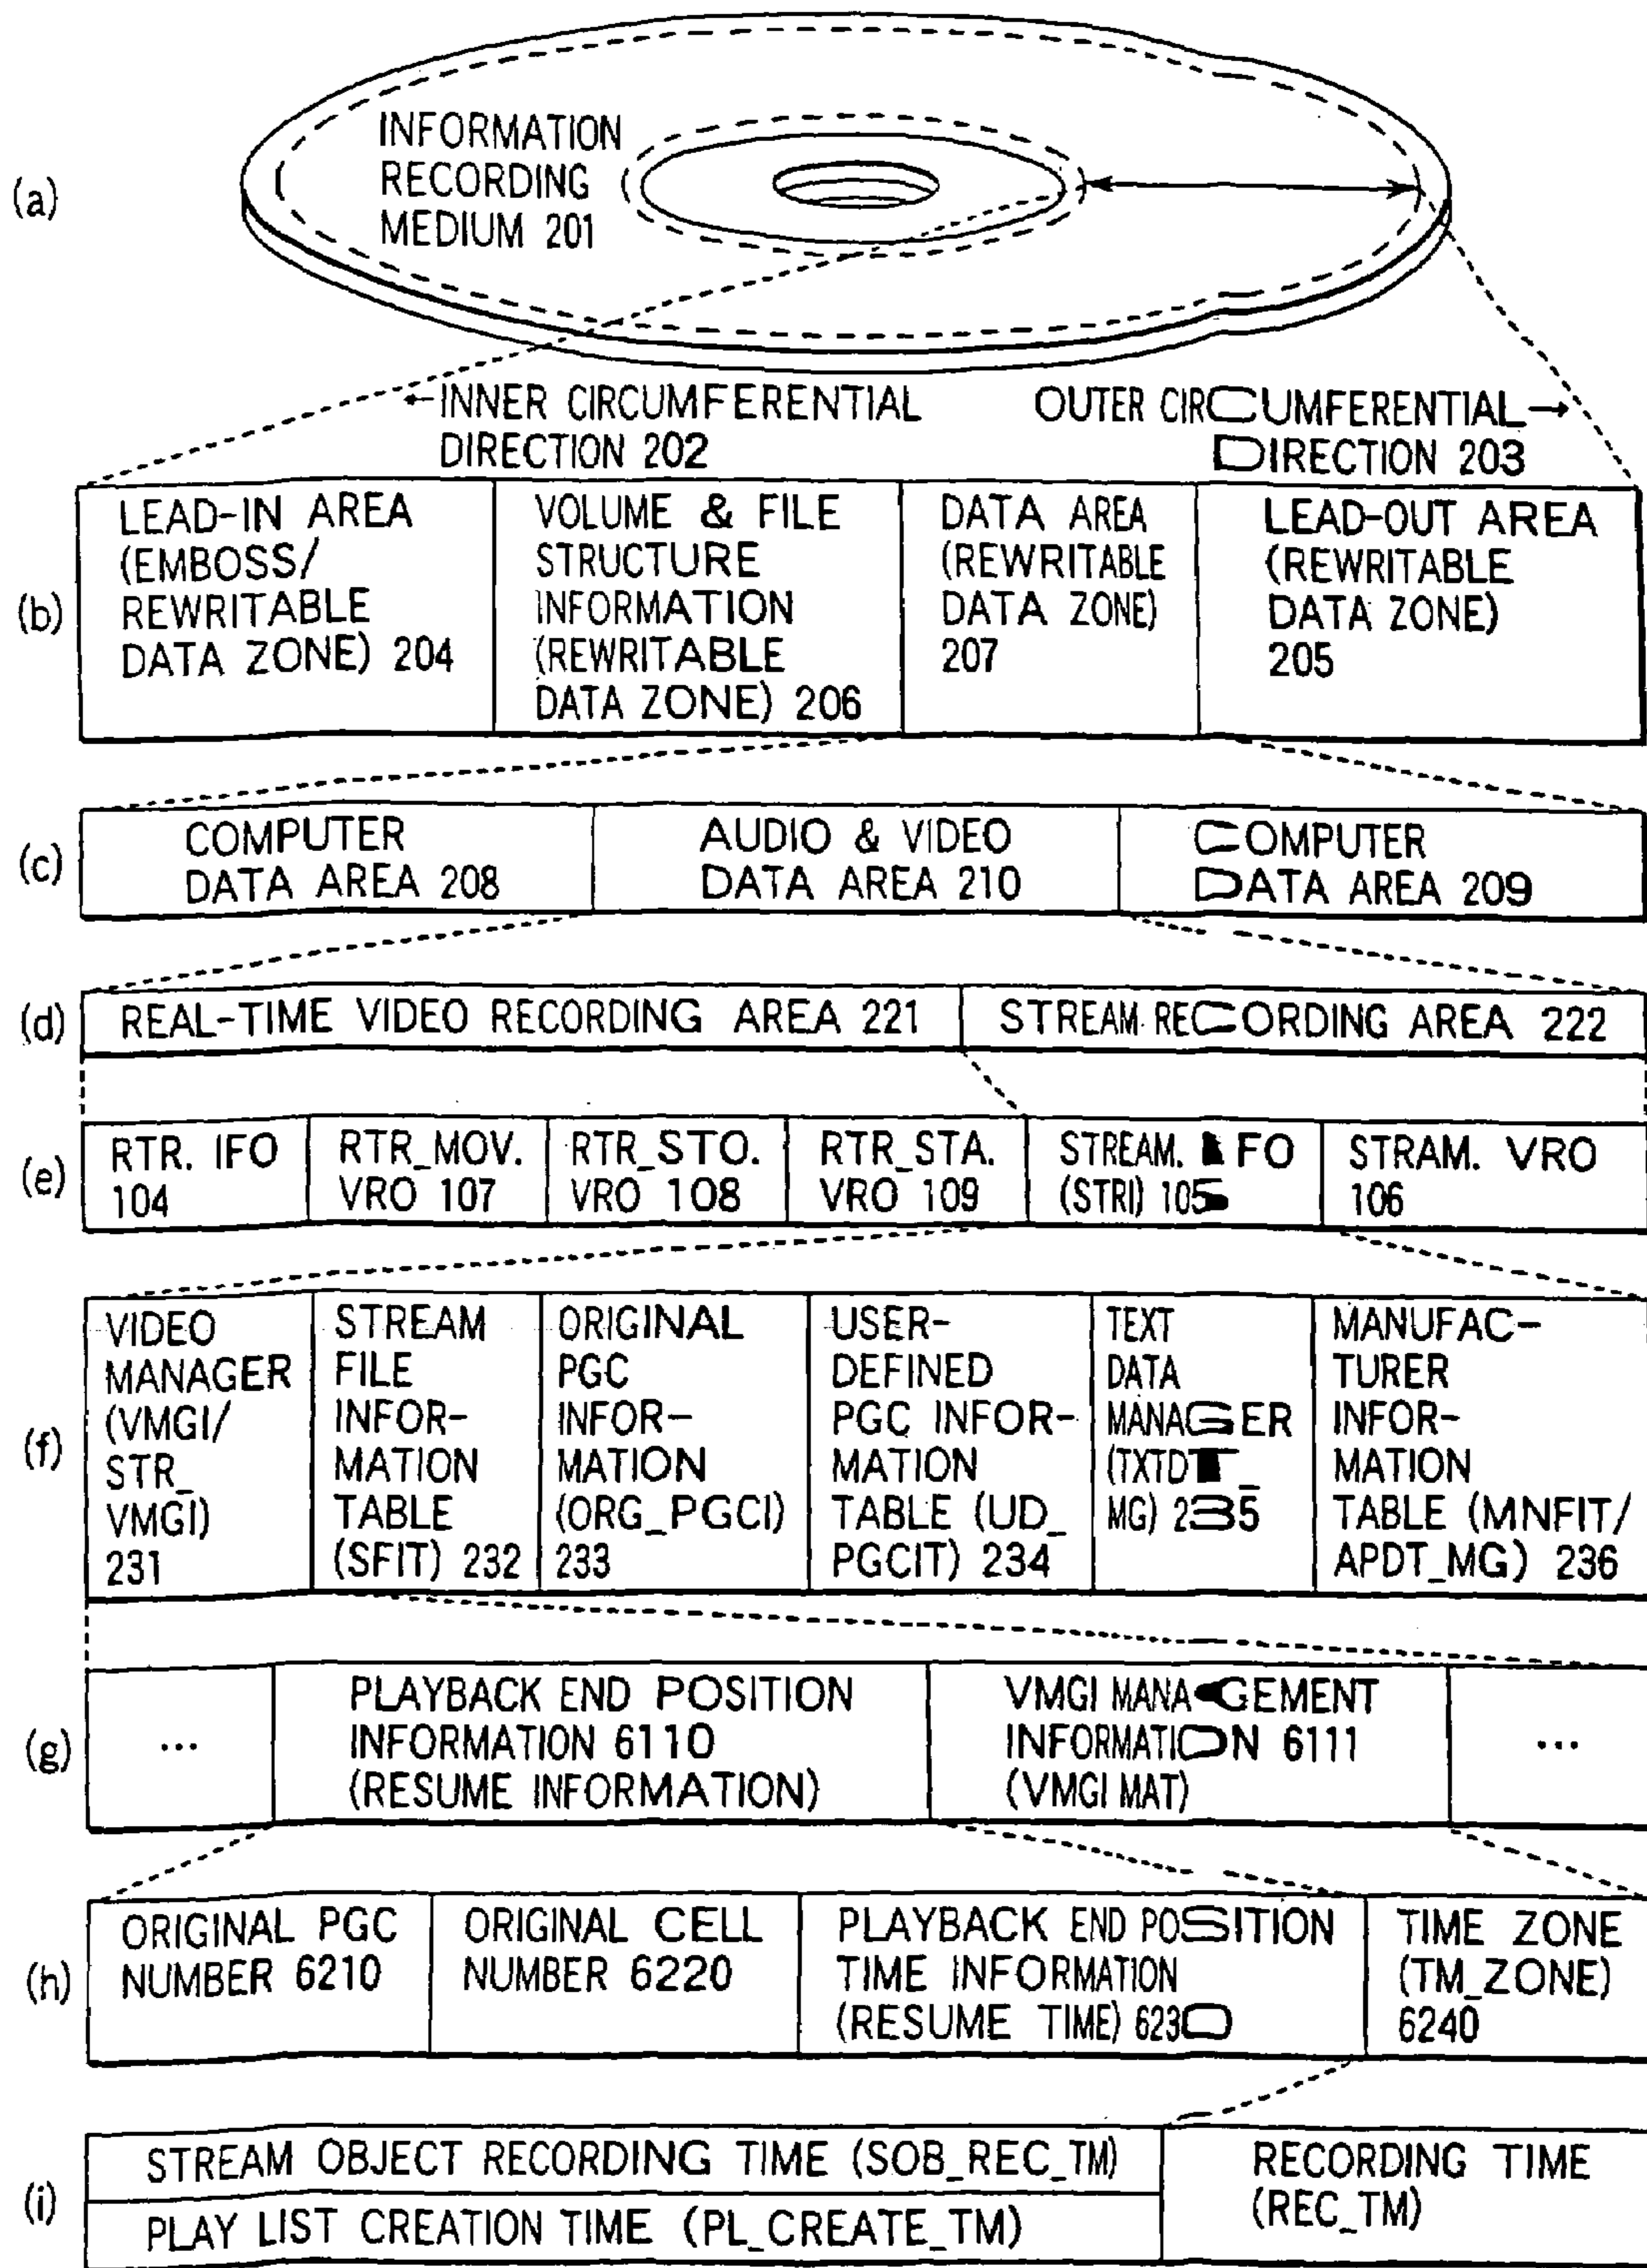 (a)
INFORMATION
RECORDING
MEDIUM 201
←INNER CIRCUMFERENTIAL
DIRECTION 202
OUTER CIRCUMFERENTIAL→
DIRECTION 203
(b)
LEAD-IN AREA
(EMBOSS/
REWRITABLE
DATA ZONE) 204
VOLUME & FILE
STRUCTURE
INFORMATION
(REWRITABLE
DATA ZONE) 206
DATA AREA
(REWRITABLE
DATA ZONE)
207
LEAD-OUT AREA
(REWRITABLE
DATA ZONE)
205
(c)
COMPUTER
DATA AREA 208
AUDIO & VIDEO
DATA AREA 210
COMPUTER
DATA AREA 209
(d)
REAL-TIME VIDEO RECORDING AREA 221
STREAM RECORDING AREA 222
(e)
RTR. IFO
104
RTR_MOV.
VRO 107
RTR_STO.
VRO 108
RTR_STA.
VRO 109
STREAM. IFO
(STRI) 105
STRAM. VRO
106
(f)
VIDEO
MANAGER
(VMGI/
STR_
VMGI)
231
STREAM
FILE
INFOR-
MATION
TABLE
(SFIT) 232
ORIGINAL
PGC
INFOR-
MATION
(ORG_PGCI)
233
USER-
DEFINED
PGC INFOR-
MATION
TABLE (UD_
PGCIT) 234
TEXT
DATA
MANAGER
(TXTDT_
MG) 235
MANUFAC-
TURER
INFOR-
MATION
TABLE (MNFIT/
APDT_MG) 236
(g)
...
PLAYBACK END POSITION
INFORMATION 6110
(RESUME INFORMATION)
VMGI MANAGEMENT
INFORMATION 6111
(VMGI MAT)
...
(h)
ORIGINAL PGC
NUMBER 6210
ORIGINAL CELL
NUMBER 6220
PLAYBACK END POSITION
TIME INFORMATION
(RESUME TIME) 6230
TIME ZONE
(TM_ZONE)
6240
(i)
STREAM OBJECT RECORDING TIME (SOB_REC_TM)
PLAY LIST CREATION TIME (PL_CREATE_TM)
RECORDING TIME
(REC_TM)